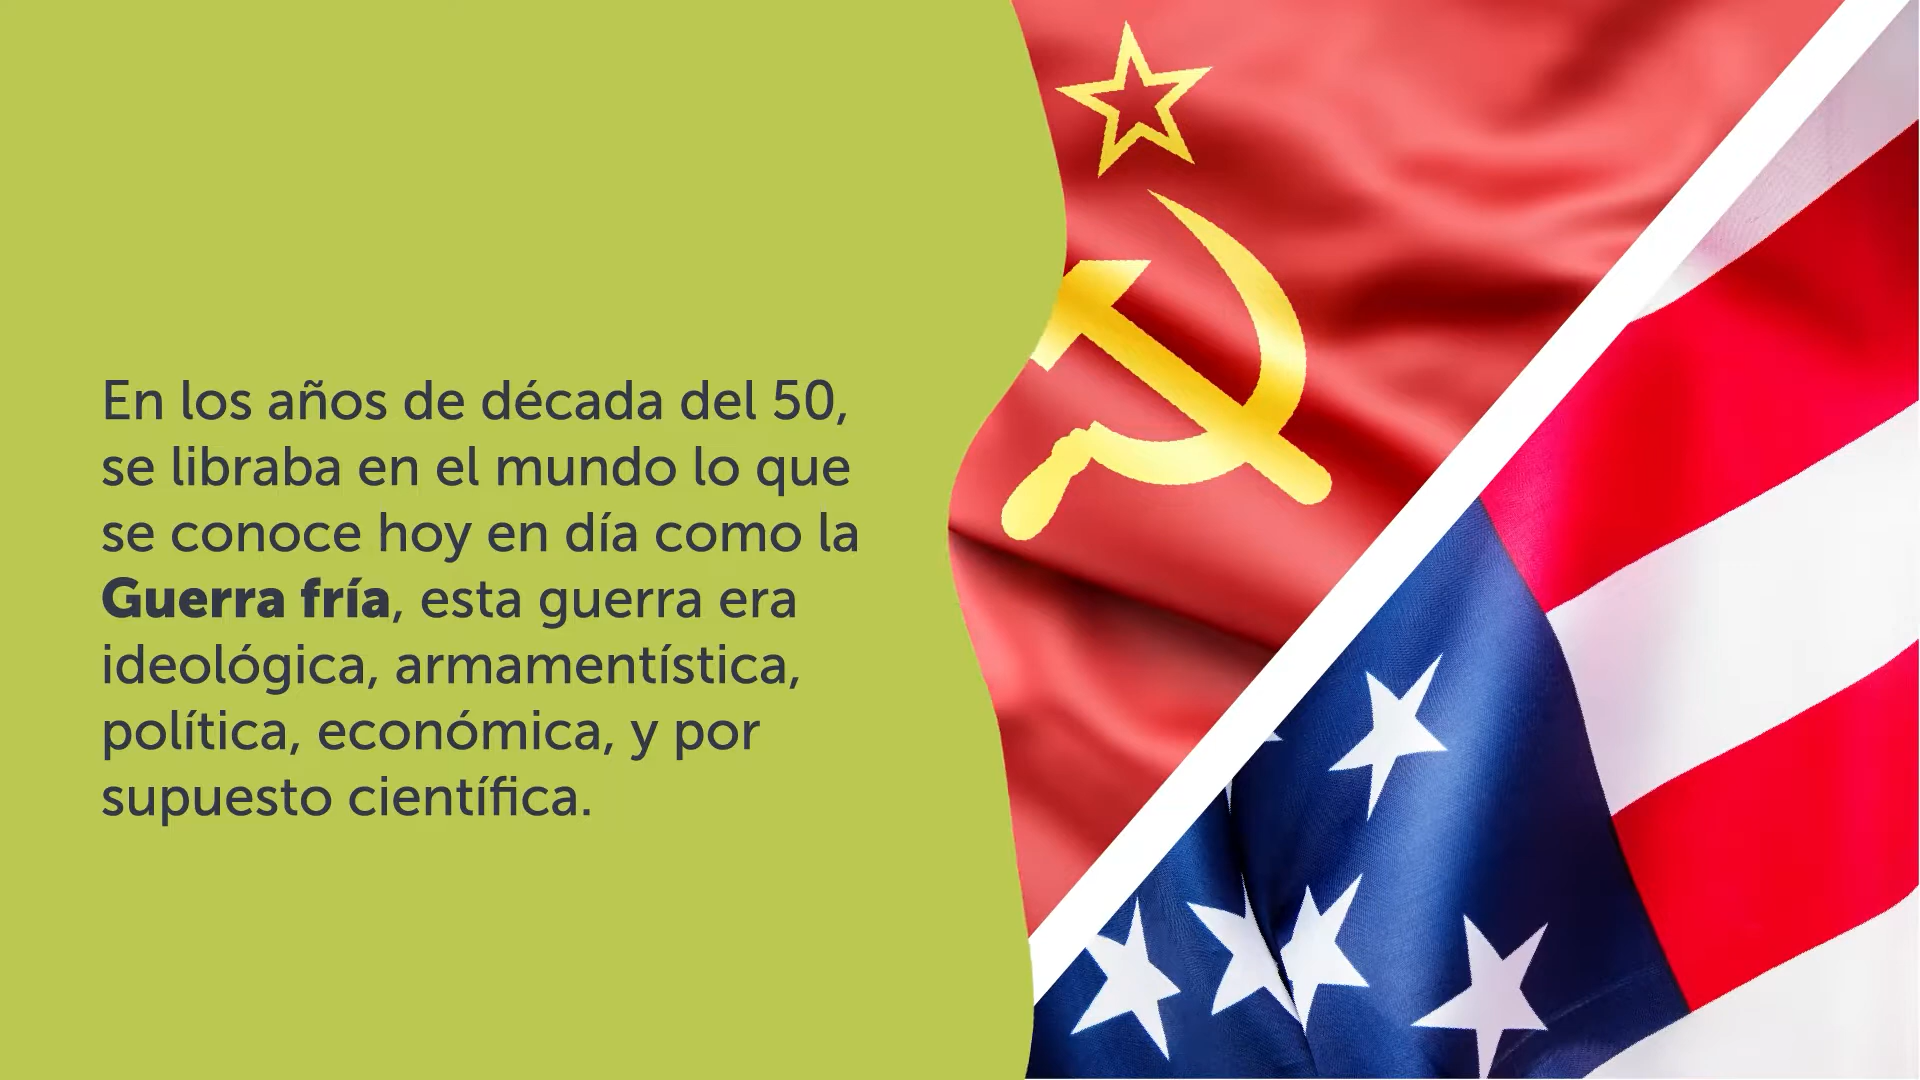 En los años de década del 50,
se libraba en el mundo lo que
se conoce hoy en día como la
Guerra fría, esta guerra era
ideológica, armamentística,
política, económica, y por
supuesto científica.